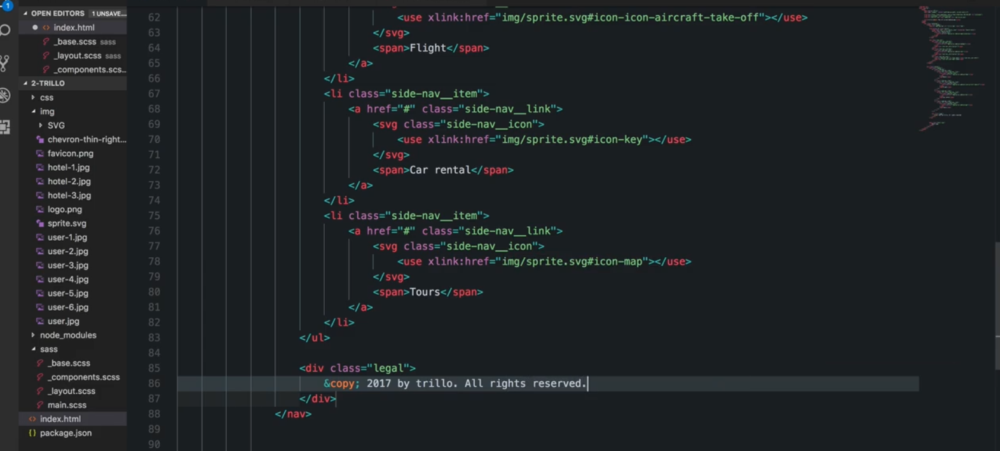 1
OPEN EDITORS 1 UNSAVE...
index.html
_base.scss sass
_layout.scss sass
_components.scs...
2-TRILLO
css
img
SVG
chevron-thin-right...
favicon.png
hotel-1.jpg
hotel-2.jpg
hotel-3.jpg
logo.png
sprite.svg
user-1.jpg
user-2.jpg
user-3.jpg
user-4.jpg
user-5.jpg
user-6.jpg
user.jpg
node_modules
sass
_base.scss
_components.scss
_layout.scss
main.scss
index.html
{} package.json
62 <use xlink:href="img/sprite.svg#icon-icon-aircraft-take-off"></use>
63 </svg>
64 <span>Flight</span>
65 </a>
66 </li>
67 <li class="side-nav__item">
68 <a href="#" class="side-nav__link">
69 <svg class="side-nav__icon">
70 <use xlink:href="img/sprite.svg#icon-key"></use>
71 </svg>
72 <span>Car rental</span>
73 </a>
74 </li>
75 <li class="side-nav__item">
76 <a href="#" class="side-nav__link">
77 <svg class="side-nav__icon">
78 <use xlink:href="img/sprite.svg#icon-map"></use>
79 </svg>
80 <span>Tours</span>
81 </a>
82 </li>
83 </ul>
84
85 <div class="legal">
86 &copy; 2017 by trillo. All rights reserved.
87 </div>
88 </nav>
89
90